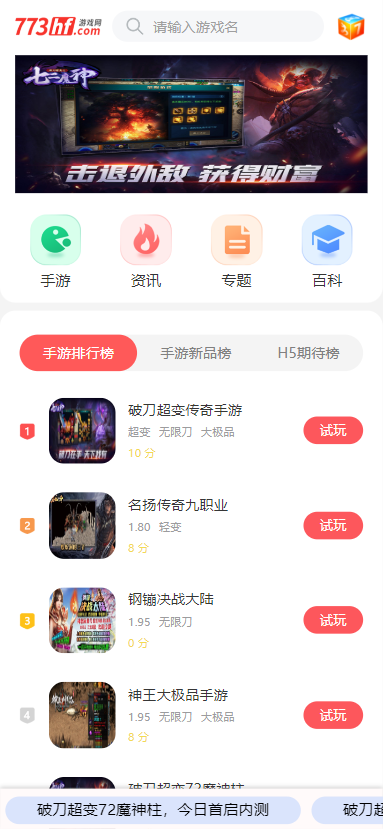 773hf 游戏网
.com
请输入游戏名
37
七三魔神
击退外敌 获得财富
手游
资讯
专题
百科
手游排行榜
手游新品榜
H5期待榜
1
破刀超变传奇手游
超变 无限刀 大极品
10 分
试玩
2
名扬传奇九职业
1.80 轻变
8 分
试玩
3
钢镚决战大陆
1.95 无限刀
0 分
试玩
4
神王大极品手游
1.95 无限刀 大极品
8 分
试玩
破刀超变72魔神柱
破刀超变72魔神柱，今日首启内测
破刀超